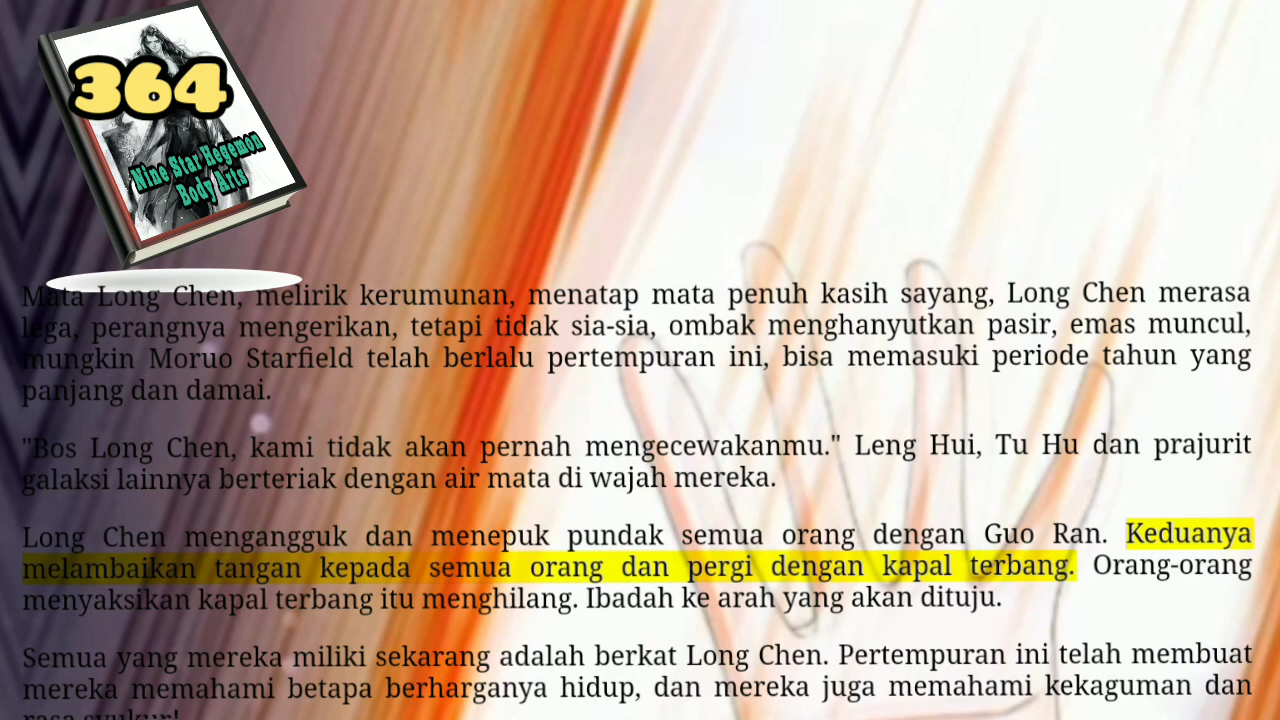 364
Nine Star Hegemon
Body Arts
Mata Long Chen, melirik kerumunan, menatap mata penuh kasih sayang, Long Chen merasa
lega, perangnya mengerikan, tetapi tidak sia-sia, ombak menghanyutkan pasir, emas muncul,
mungkin Moruo Starfield telah berlalu pertempuran ini, bisa memasuki periode tahun yang
panjang dan damai.
"Bos Long Chen, kami tidak akan pernah mengecewakanmu." Leng Hui, Tu Hu dan prajurit
galaksi lainnya berteriak dengan air mata di wajah mereka.
Long Chen mengangguk dan menepuk pundak semua orang dengan Guo Ran. Keduanya
melambaikan tangan kepada semua orang dan pergi dengan kapal terbang. Orang-orang
menyaksikan kapal terbang itu menghilang. Ibadah ke arah yang akan dituju.
Semua yang mereka miliki sekarang adalah berkat Long Chen. Pertempuran ini telah membuat
mereka memahami betapa berharganya hidup, dan mereka juga memahami kekaguman dan